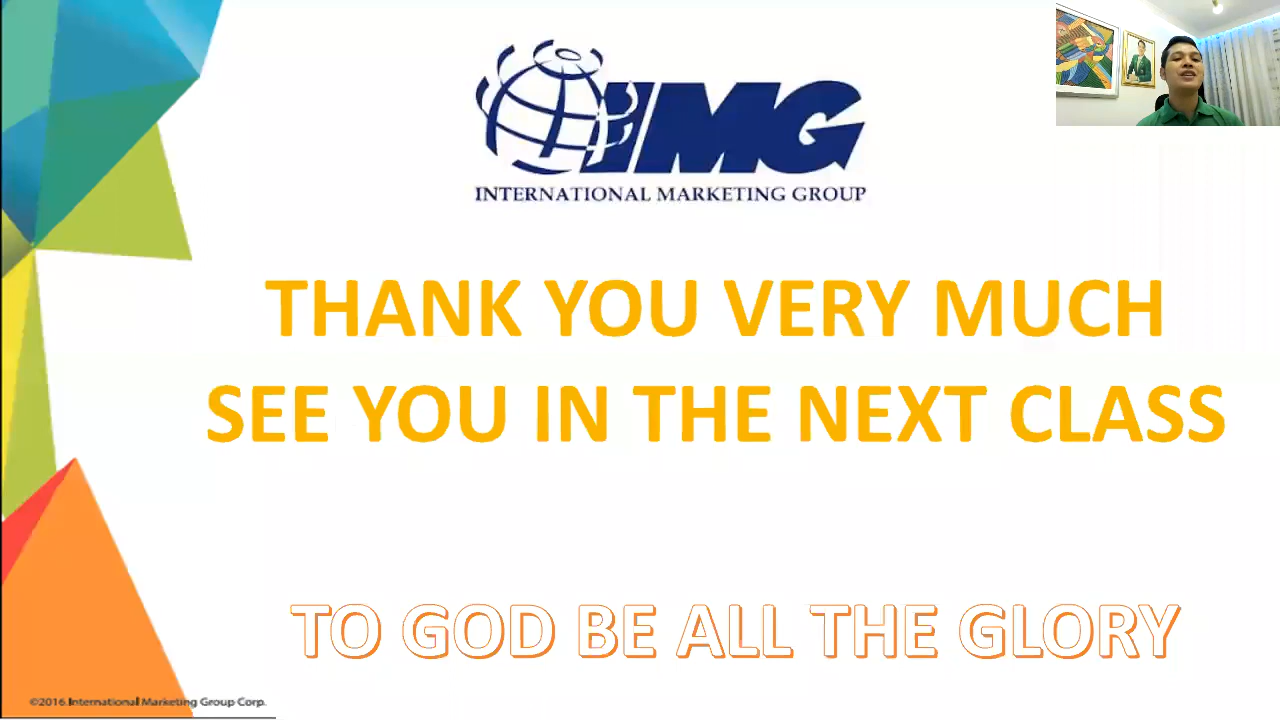 IMG
INTERNATIONAL MARKETING GROUP
THANK YOU VERY MUCH
SEE YOU IN THE NEXT CLASS
TO GOD BE ALL THE GLORY
©2016 International Marketing Group Corp.